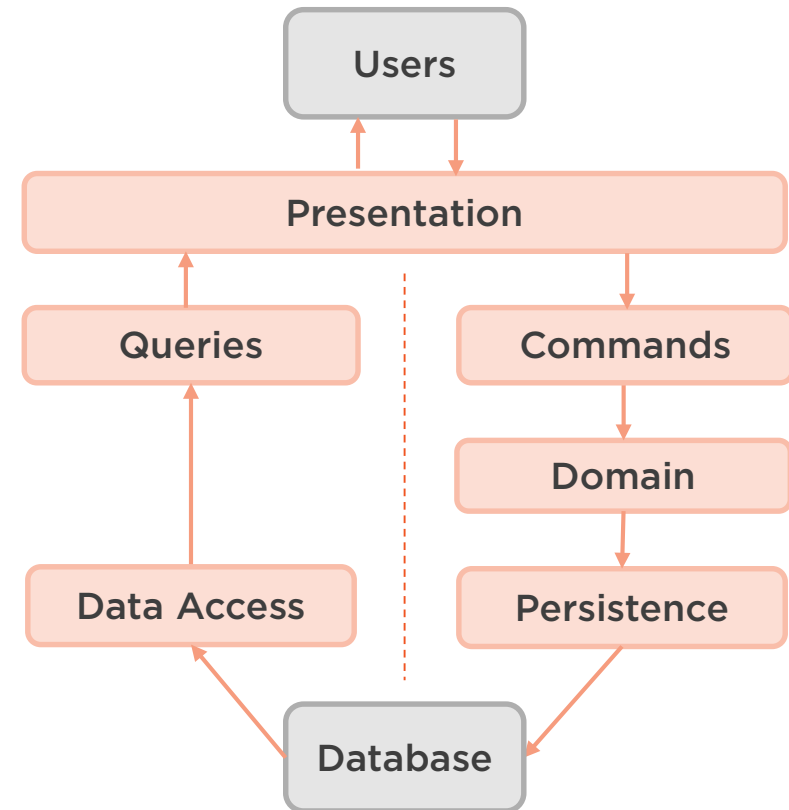 Users
Presentation
Queries
Commands
Domain
Data Access
Persistence
Database